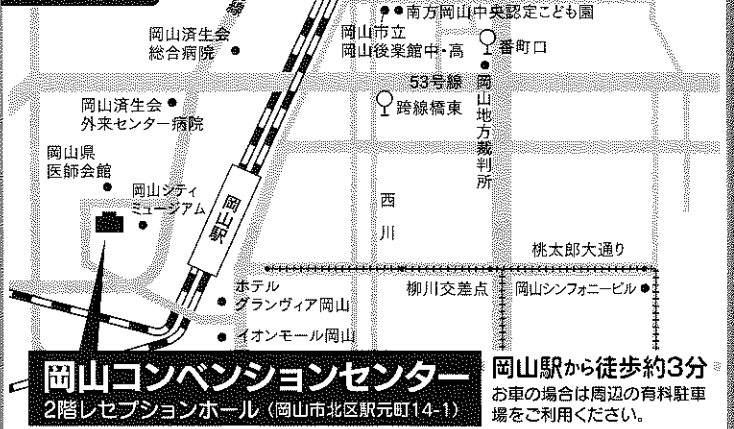 南方岡山中央認定こども園
岡山市立
岡山後楽館中・高
番町口
岡山済生会
総合病院
53号線
岡山地方裁判所
跨線橋東
岡山済生会
外来センター病院
岡山県
医師会館
岡山シティ
ミュージアム
岡山駅
西川
桃太郎大通り
ホテル
グランヴィア岡山
柳川交差点
岡山シンフォニービル
イオンモール岡山
岡山コンベンションセンター
2階レセプションホール（岡山市北区駅元町14-1）
岡山駅から徒歩約3分
お車の場合は周辺の有料駐車
場をご利用ください。